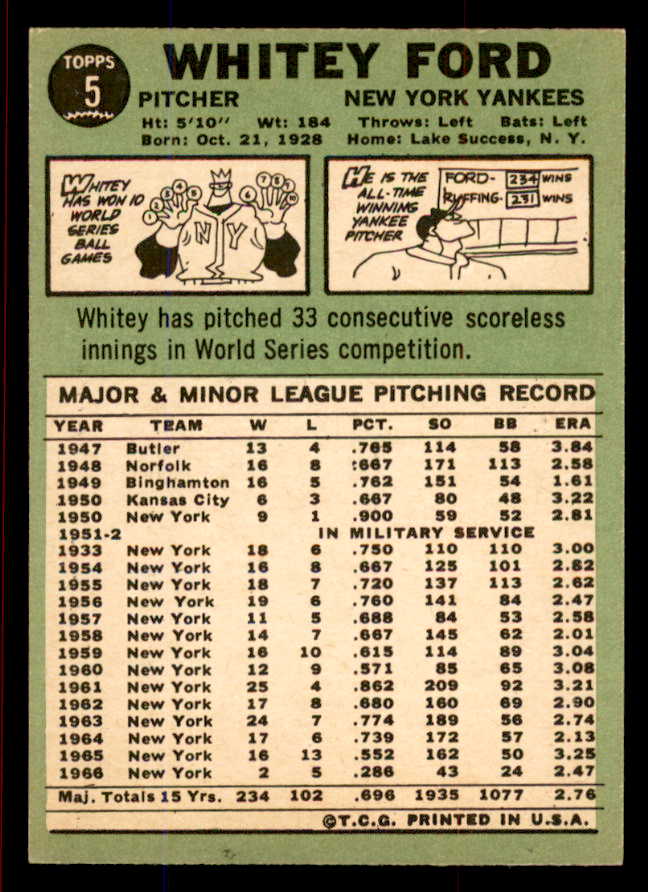 TOPPS
5
WHITEY FORD
PITCHER NEW YORK YANKEES
Ht: 5'10" Wt: 184 Throws: Left Bats: Left
Born: Oct. 21, 1928 Home: Lake Success, N. Y.
WHITEY
HAS WON 10
WORLD
SERIES
BALL
GAMES
1 2 3 4 5 6 7 8 9 10
N Y
HE IS THE
ALL-TIME
WINNING
YANKEE
PITCHER
FORD- 234 WINS
RUFFING- 231 WINS
Whitey has pitched 33 consecutive scoreless
innings in World Series competition.
MAJOR & MINOR LEAGUE PITCHING RECORD
YEAR TEAM W L PCT. SO BB ERA
1947 Butler 13 4 .765 114 58 3.84
1948 Norfolk 16 8 .667 171 113 2.58
1949 Binghamton 16 5 .762 151 54 1.61
1950 Kansas City 6 3 .667 80 48 3.22
1950 New York 9 1 .900 59 52 2.81
1951-2 IN MILITARY SERVICE
1933 New York 18 6 .750 110 110 3.00
1954 New York 16 8 .667 125 101 2.82
1955 New York 18 7 .720 137 113 2.62
1956 New York 19 6 .760 141 84 2.47
1957 New York 11 5 .688 84 53 2.58
1958 New York 14 7 .667 145 62 2.01
1959 New York 16 10 .615 114 89 3.04
1960 New York 12 9 .571 85 65 3.08
1961 New York 25 4 .862 209 92 3.21
1962 New York 17 8 .680 160 69 2.90
1963 New York 24 7 .774 189 56 2.74
1964 New York 17 6 .739 172 57 2.13
1965 New York 16 13 .552 162 50 3.25
1966 New York 2 5 .286 43 24 2.47
Maj. Totals 15 Yrs. 234 102 .696 1935 1077 2.76
©T.C.G. PRINTED IN U.S.A.